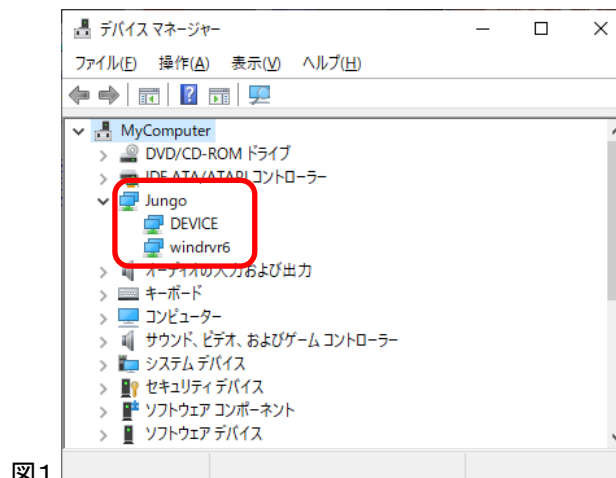 デバイス マネージャー
ファイル(F) 操作(A) 表示(V) ヘルプ(H)
MyComputer
DVD/CD-ROM ドライブ
IDE ATA/ATAPI コントローラー
Jungo
DEVICE
windrvr6
オーディオの入力および出力
キーボード
コンピューター
サウンド、ビデオ、およびゲーム コントローラー
システム デバイス
セキュリティ デバイス
ソフトウェア コンポーネント
ソフトウェア デバイス
図1